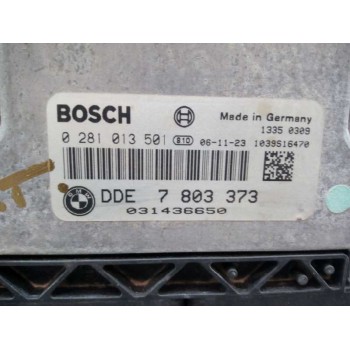 BOSCH
Made in Germany
1335 0309
0 281 013 501 B10 06-11-23 1039S16470
DDE 7 803 373
031436650